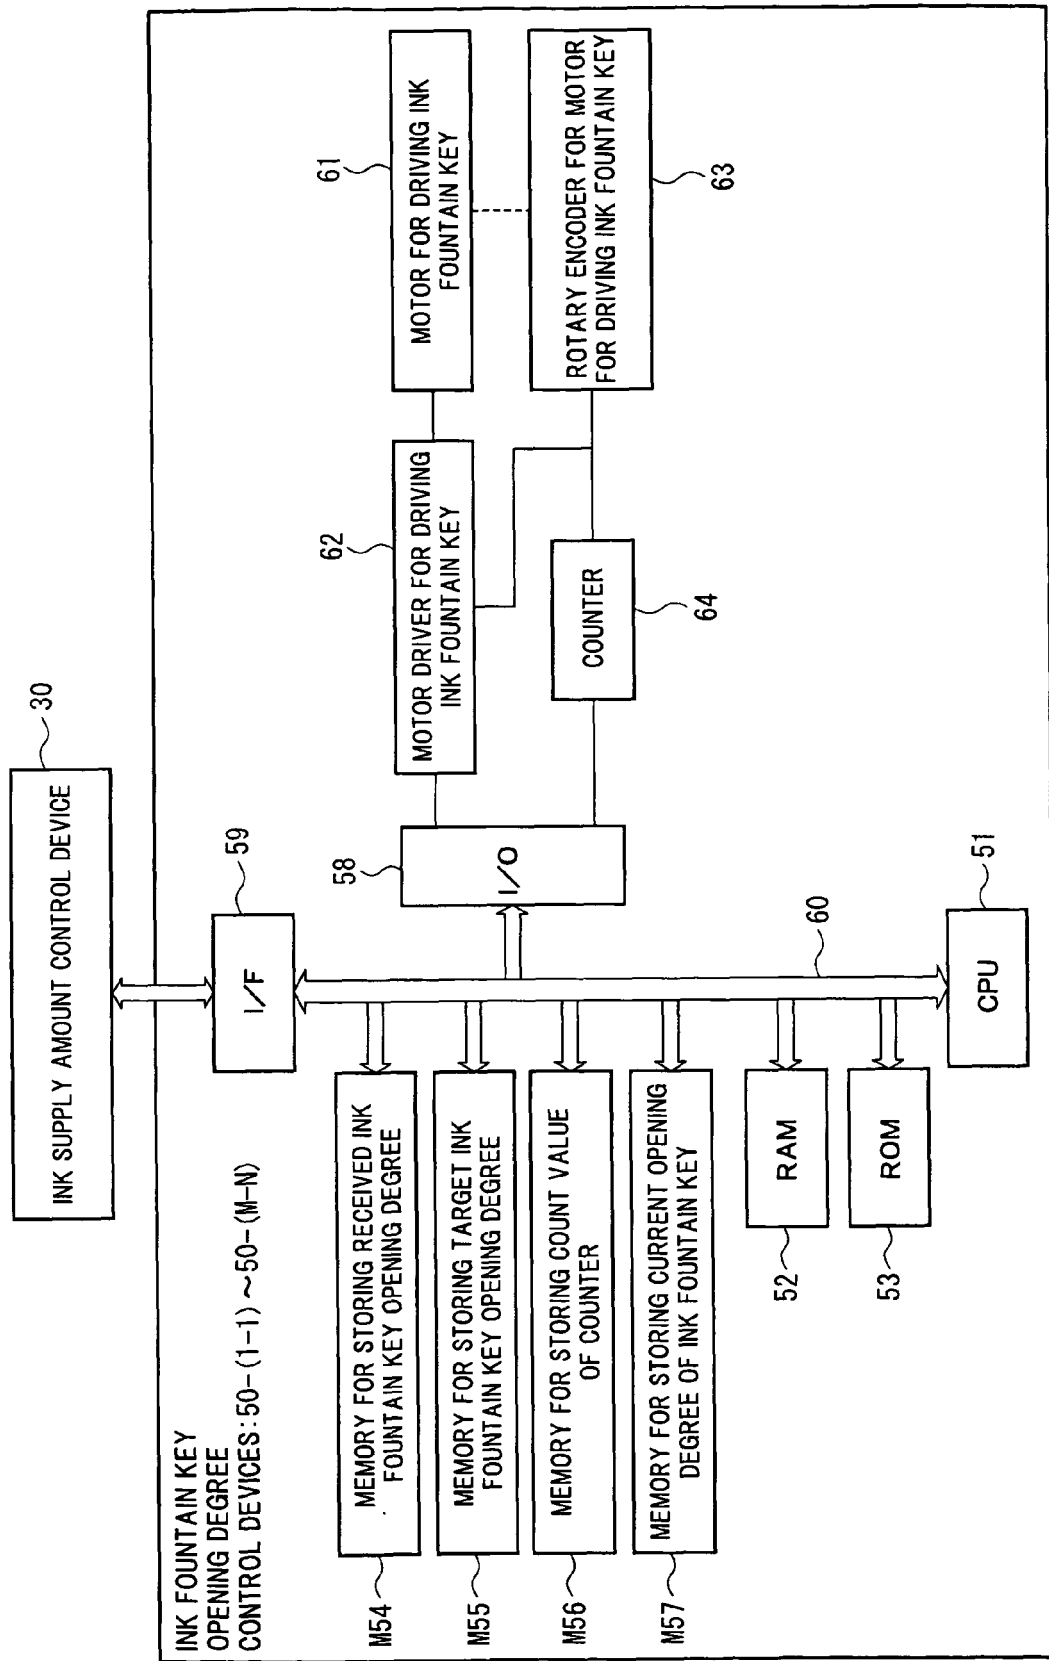 INK SUPPLY AMOUNT CONTROL DEVICE
30
INK FOUNTAIN KEY
OPENING DEGREE
CONTROL DEVICES:50-(1-1)~50-(M-N)
I/F
59
M54
MEMORY FOR STORING RECEIVED INK
FOUNTAIN KEY OPENING DEGREE
M55
MEMORY FOR STORING TARGET INK
FOUNTAIN KEY OPENING DEGREE
M56
MEMORY FOR STORING COUNT VALUE
OF COUNTER
M57
MEMORY FOR STORING CURRENT OPENING
DEGREE OF INK FOUNTAIN KEY
RAM
52
ROM
53
CPU
51
60
58
I/O
62
MOTOR DRIVER FOR DRIVING
INK FOUNTAIN KEY
61
MOTOR FOR DRIVING INK
FOUNTAIN KEY
COUNTER
64
ROTARY ENCODER FOR MOTOR
FOR DRIVING INK FOUNTAIN KEY
63